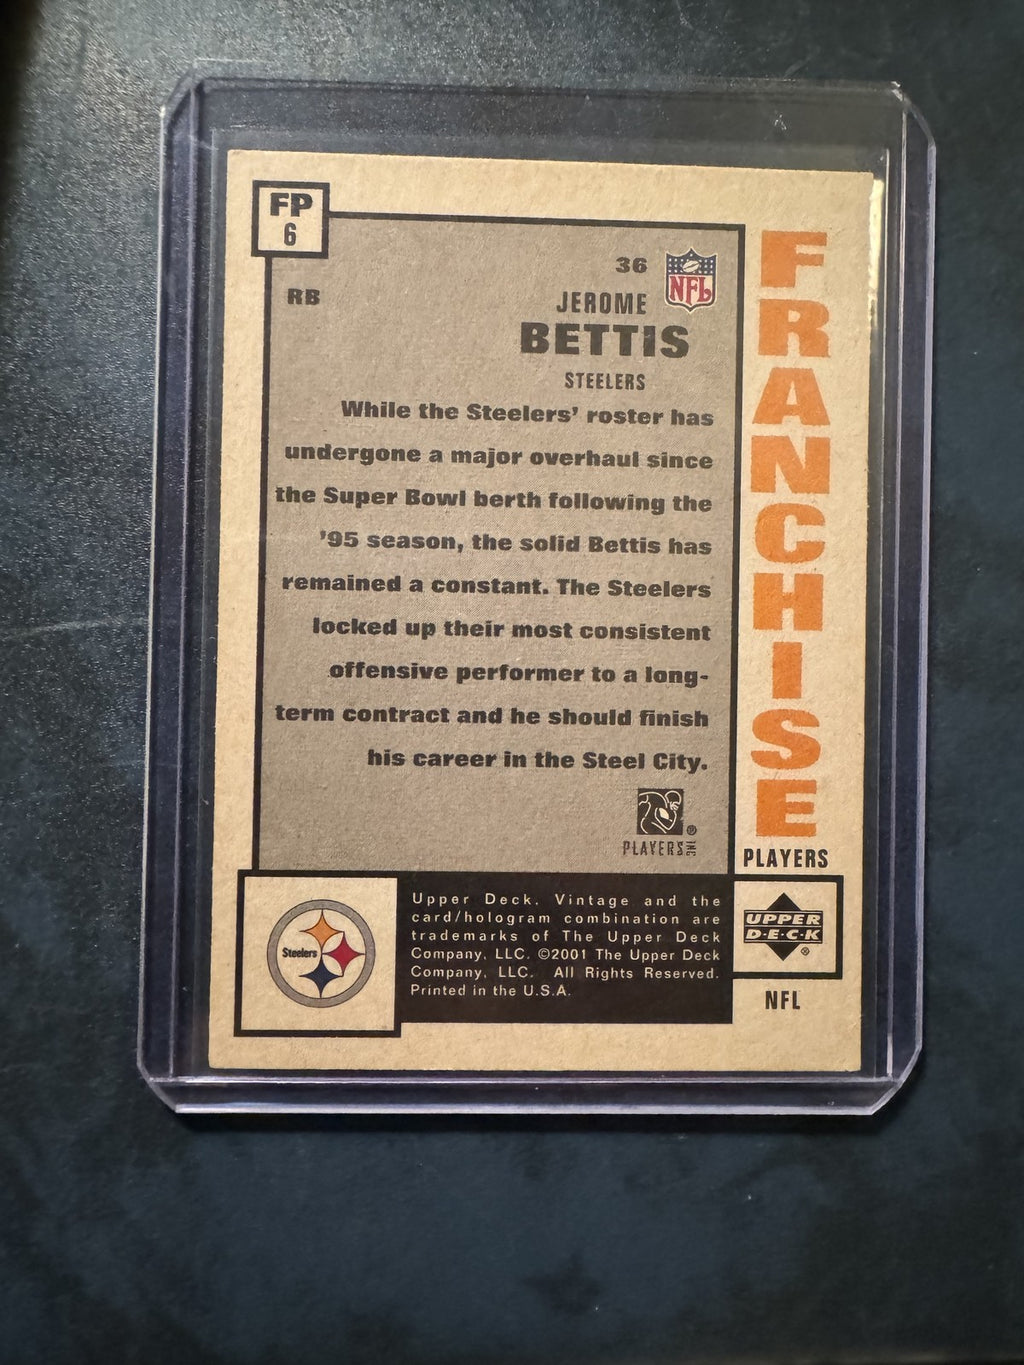 FP
6
RB
36
NFL
JEROME
BETTIS
STEELERS
While the Steelers' roster has
undergone a major overhaul since
the Super Bowl berth following the
'95 season, the solid Bettis has
remained a constant. The Steelers
locked up their most consistent
offensive performer to a long-
term contract and he should finish
his career in the Steel City.
PLAYERS INC ®
FRANCHISE
PLAYERS
Steelers
Upper Deck. Vintage and the
card/hologram combination are
trademarks of The Upper Deck
Company, LLC. ©2001 The Upper Deck
Company, LLC. All Rights Reserved.
Printed in the U.S.A.
UPPER
D·E·C·K
®
NFL